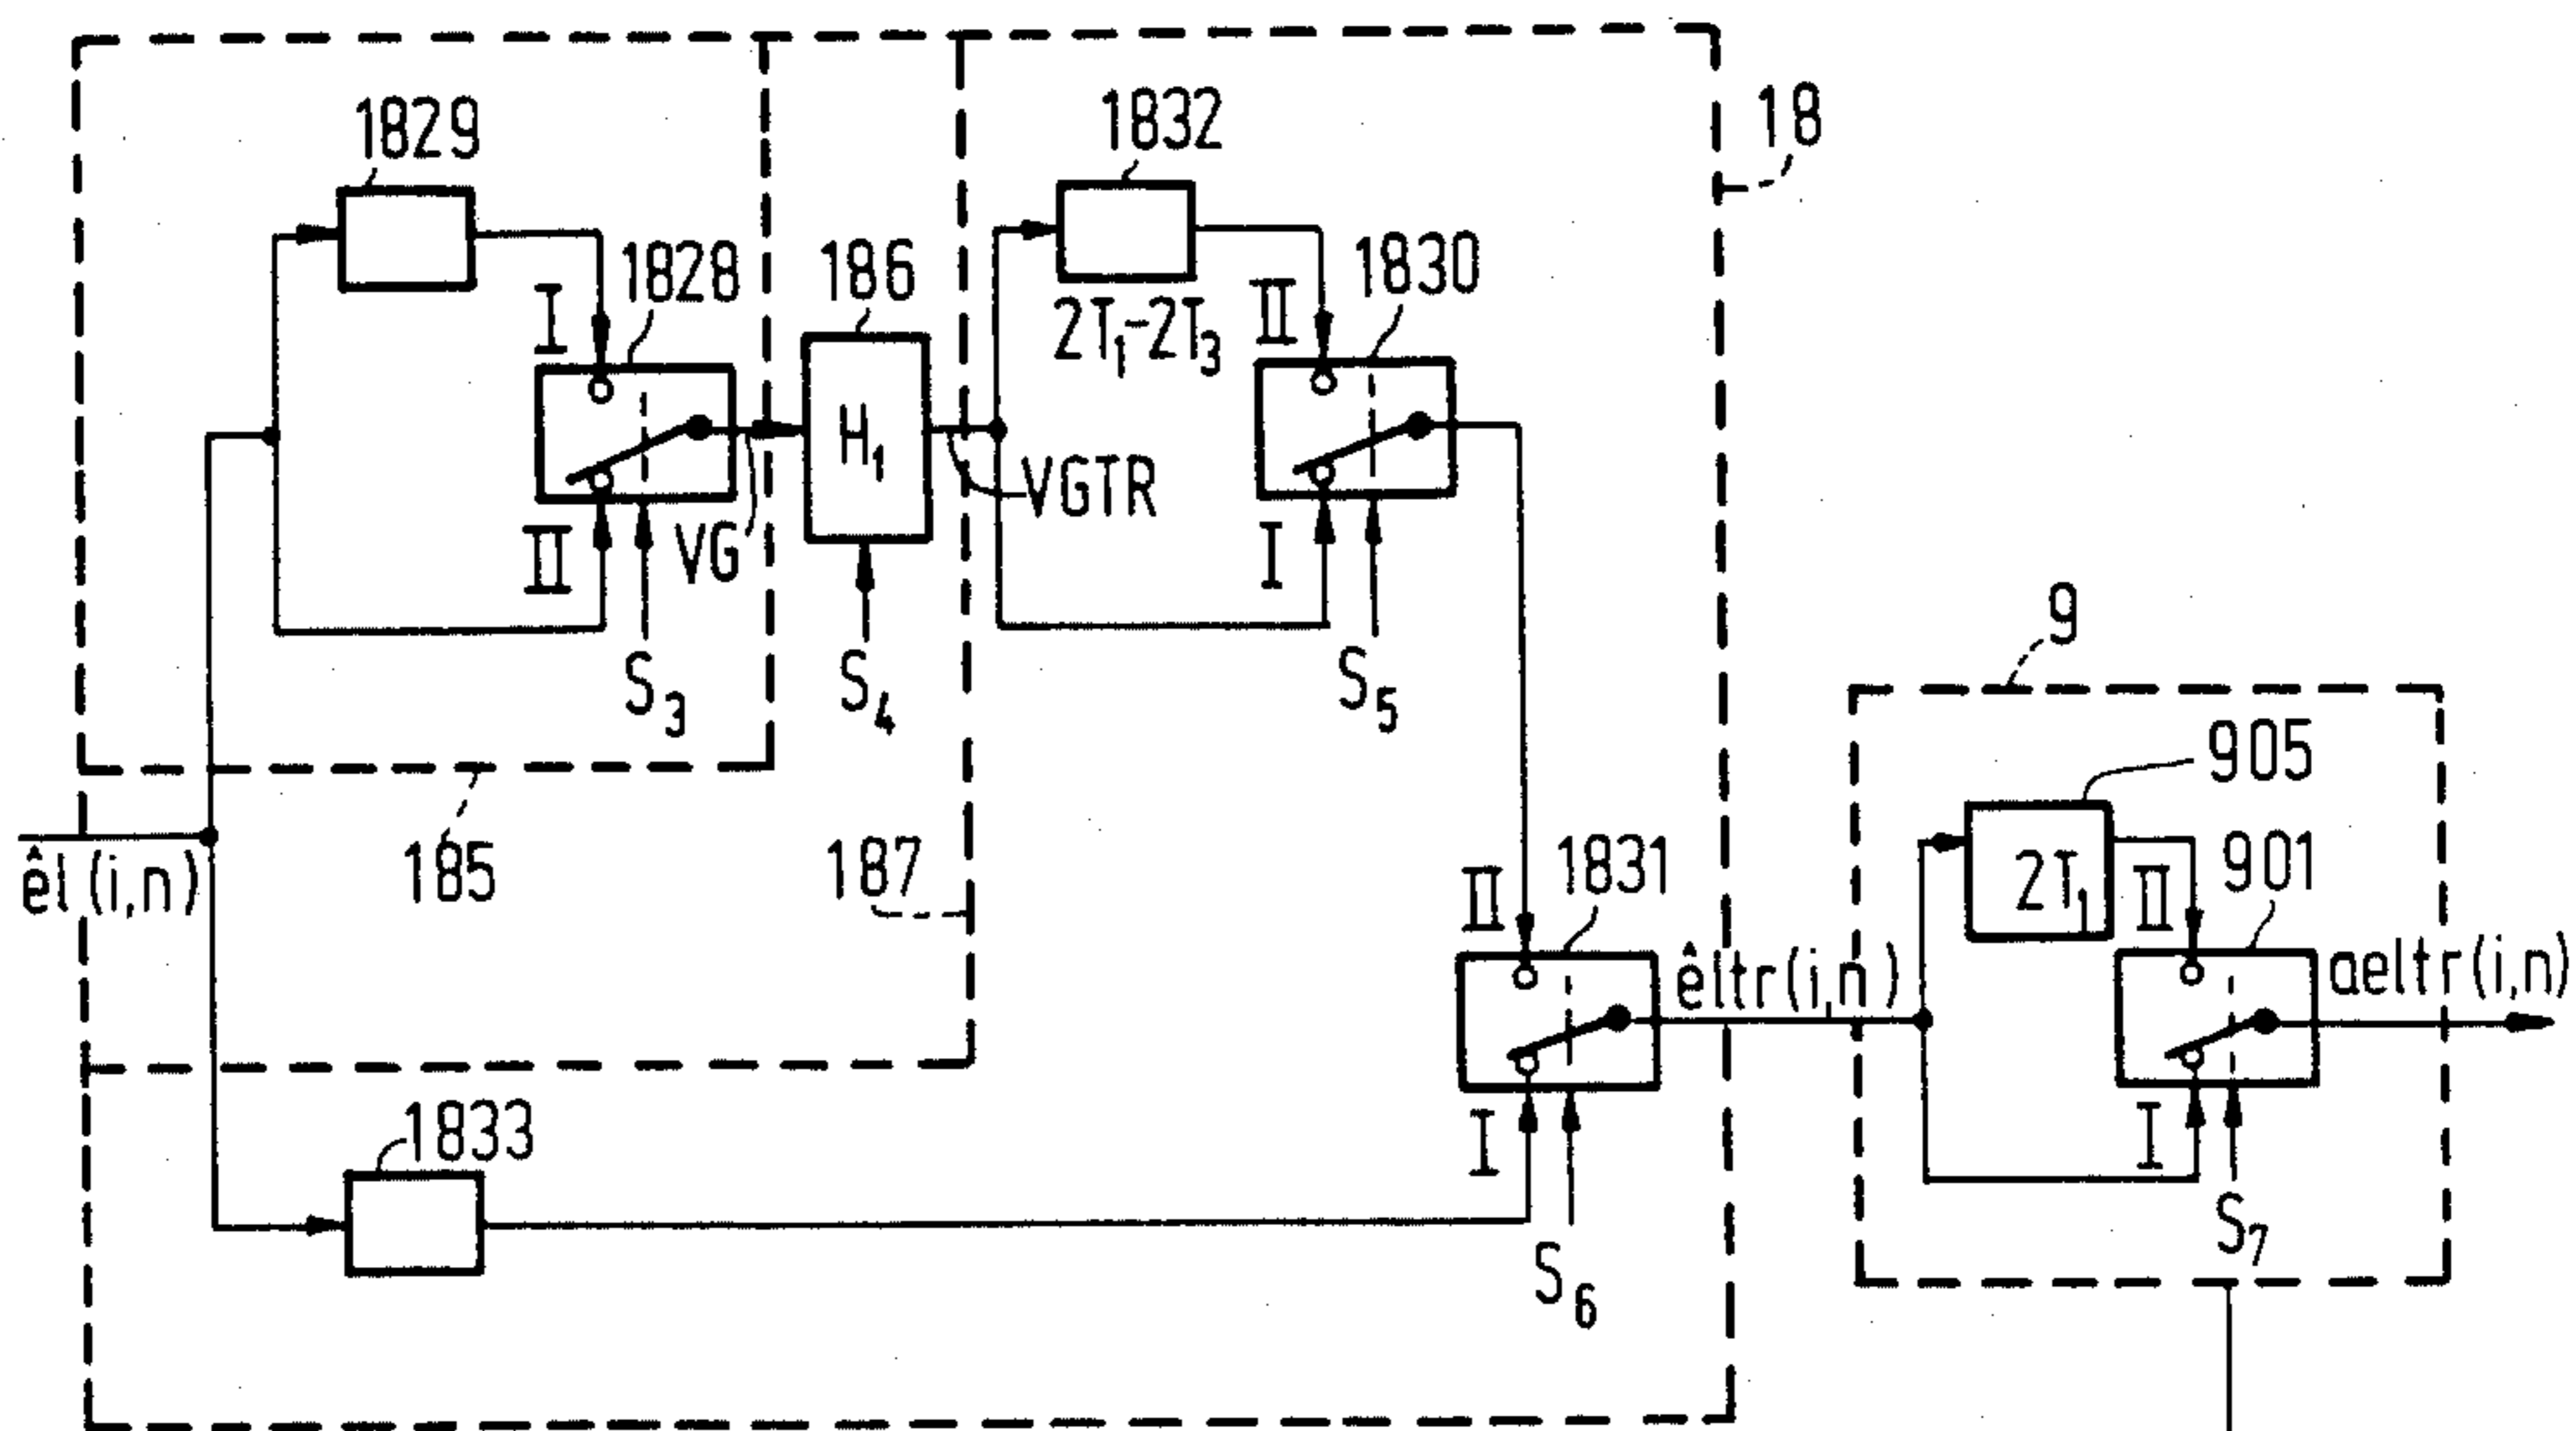 18
1829
1832
1828
186
1830
I
II
2T₁-2T₃
H₁
VGTR
II
VG
I
S₃
S₄
S₅
9
905
185
187
êl(i,n)
1831
901
2T₁
II
II
êltr(i,n)
aeltr(i,n)
1833
I
I
S₆
S₇